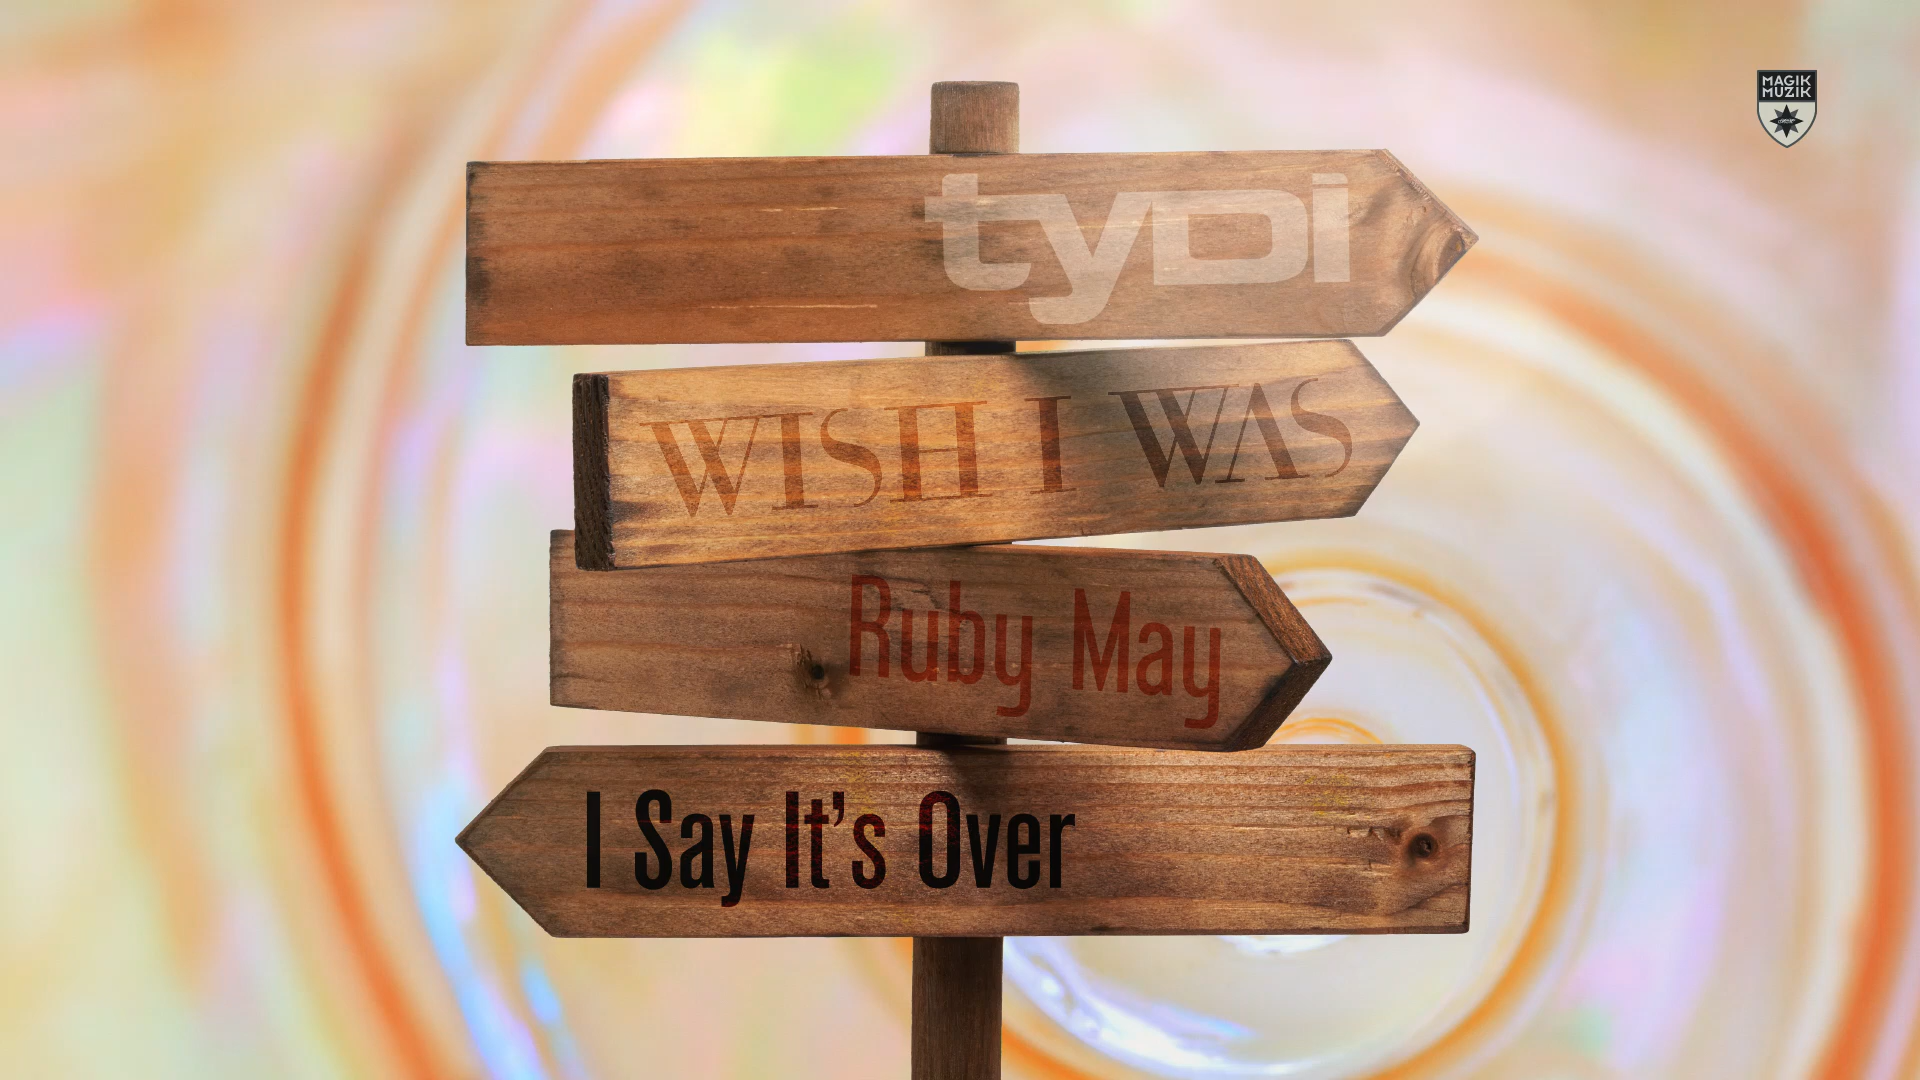 MAGIK
MUZIK
tyDi
WISH I WAS
Ruby May
I Say It’s Over